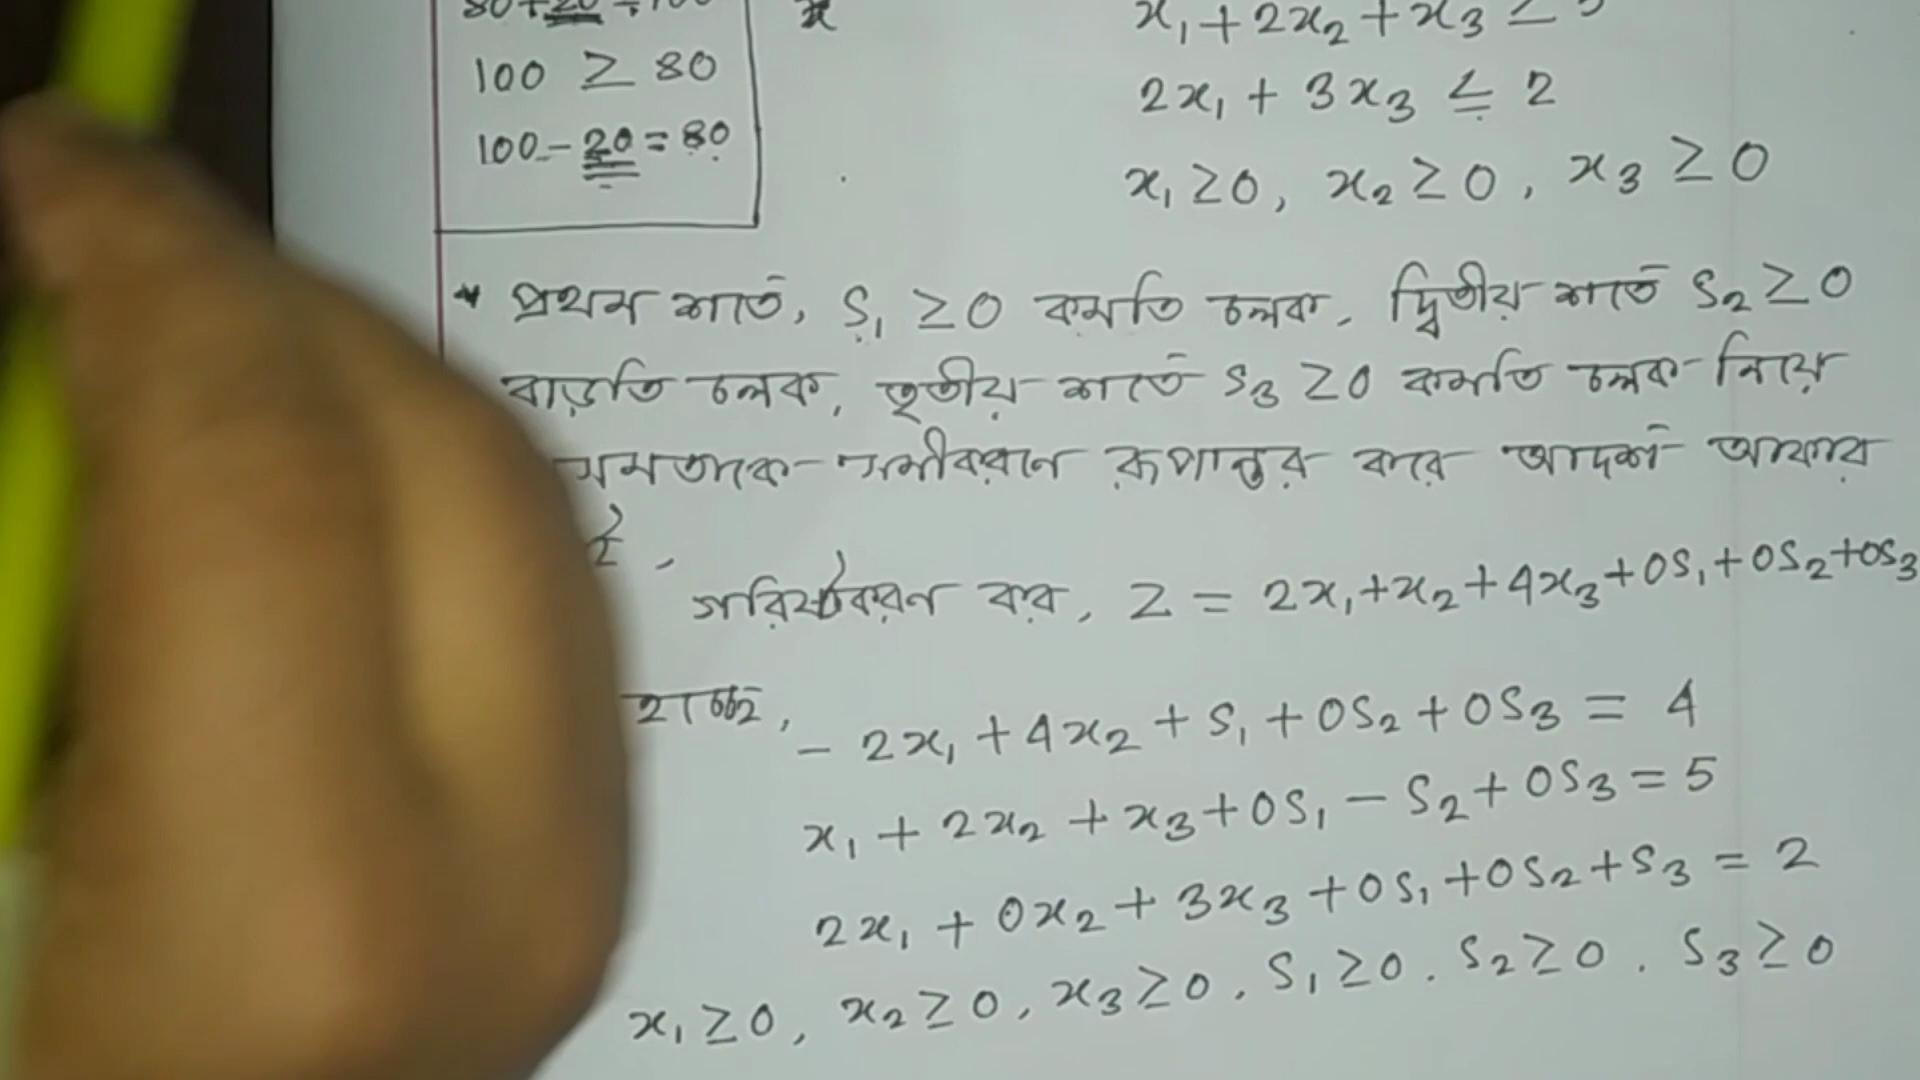 100 ≥ 80
100 - 20 = 80
x
x₁ + 2x₂ + x₃ ≥ 5
2x₁ + 3x₃ ≤ 2
x₁ ≥ 0, x₂ ≥ 0, x₃ ≥ 0
* প্রথম শর্তে, S₁ ≥ 0 কমতি চলক, দ্বিতীয় শর্তে S₂ ≥ 0
বাড়তি চলক, তৃতীয় শর্তে S₃ ≥ 0 কমতি চলক নিয়ে
সমতাকে সমীকরণে রূপান্তর করে আদর্শ আকার
করণ কর, Z = 2x₁ + x₂ + 4x₃ + 0S₁ + 0S₂ + 0S₃
- 2x₁ + 4x₂ + S₁ + 0S₂ + 0S₃ = 4
x₁ + 2x₂ + x₃ + 0S₁ - S₂ + 0S₃ = 5
2x₁ + 0x₂ + 3x₃ + 0S₁ + 0S₂ + S₃ = 2
x₁ ≥ 0, x₂ ≥ 0, x₃ ≥ 0, S₁ ≥ 0. S₂ ≥ 0. S₃ ≥ 0